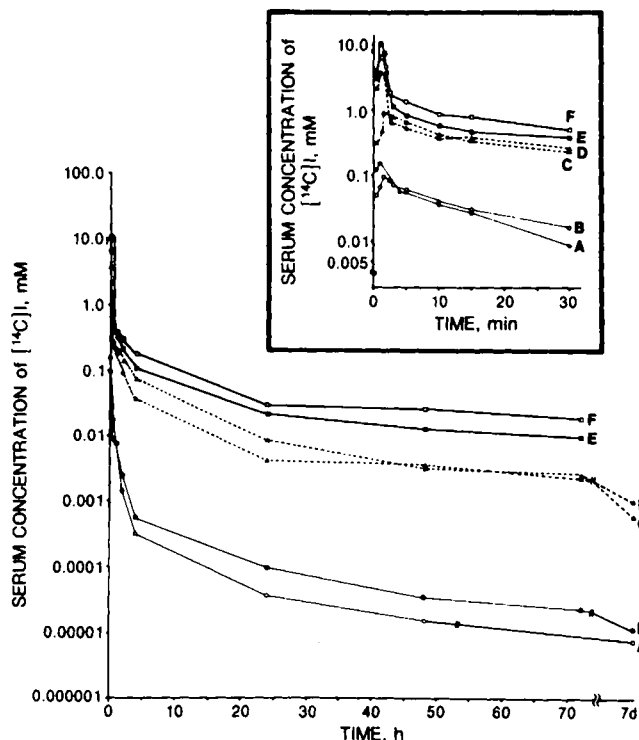 SERUM CONCENTRATION of
[¹⁴C]I, mM
10.0
1.0
0.1
0.01
0.005
F
E
D
C
B
A
0
10
20
30
TIME, min
SERUM CONCENTRATION of [¹⁴C]I, mM
100.0
10.0
1.0
0.1
0.01
0.001
0.0001
0.00001
0.000001
F
E
0
10
20
30
40
50
60
70
7d
TIME, h